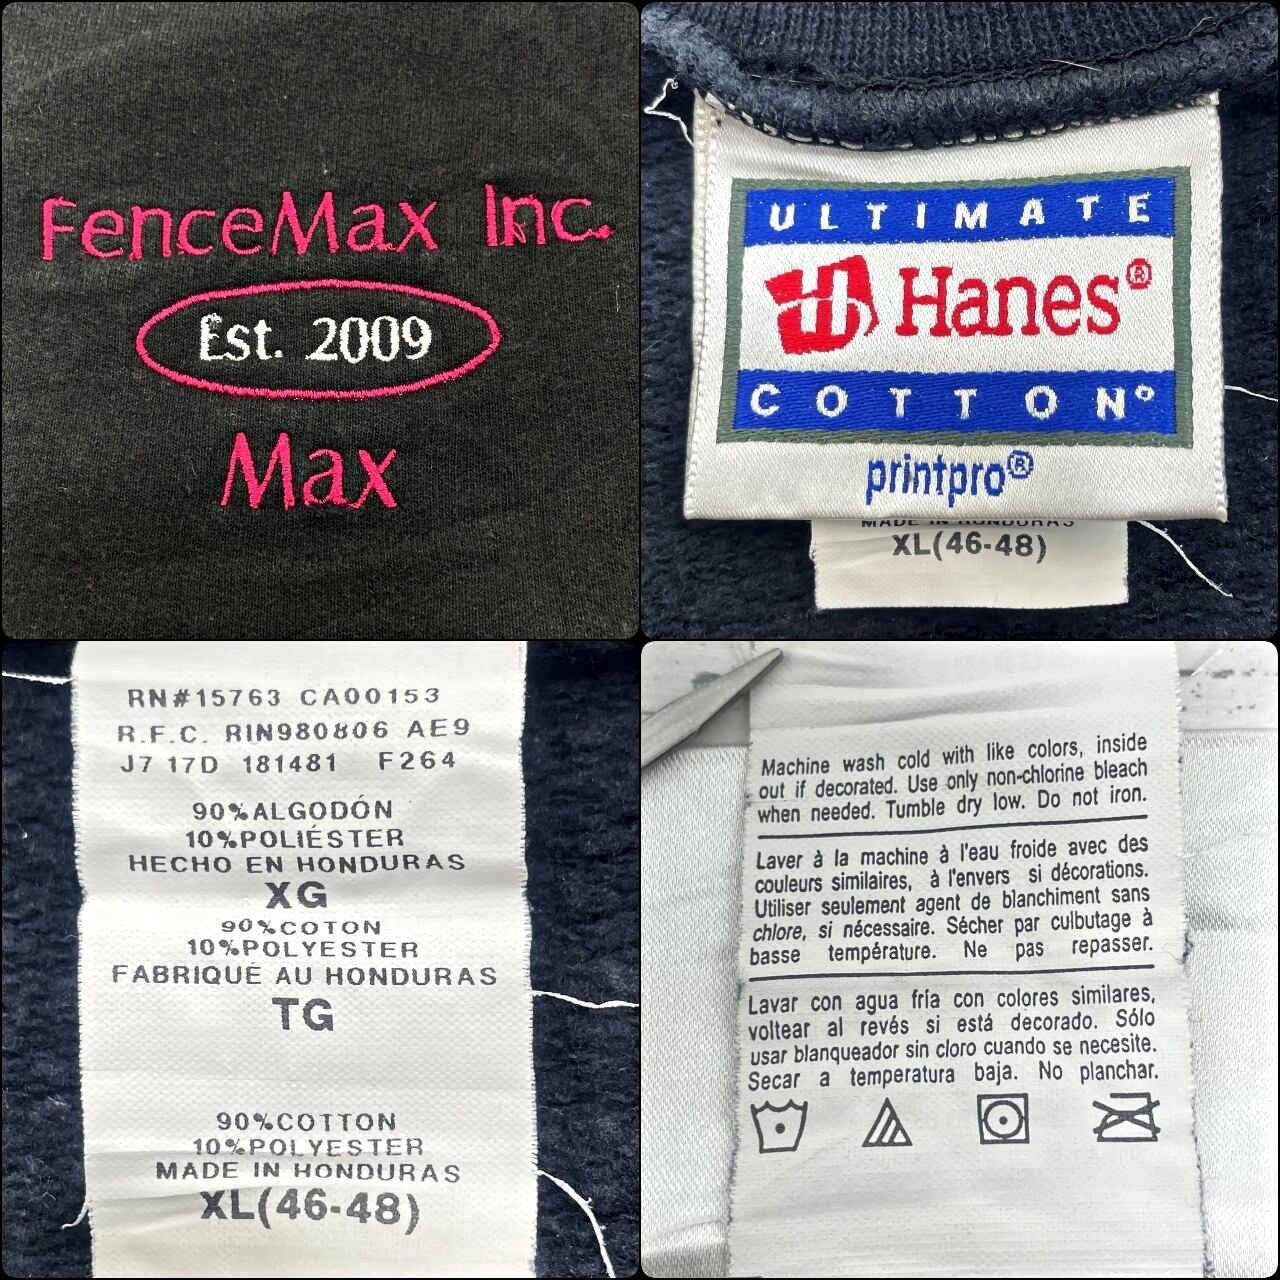 FenceMax Inc.
Est. 2009
Max
ULTIMATE
Hanes®
COTTON®
printpro®
MADE IN HONDURAS
XL(46-48)
RN#15763 CA00153
R.F.C. RIN980806 AE9
J7 17D 181481 F264
90%ALGODÓN
10%POLIÉSTER
HECHO EN HONDURAS
XG
90%COTON
10%POLYESTER
FABRIQUÉ AU HONDURAS
TG
90%COTTON
10%POLYESTER
MADE IN HONDURAS
XL(46-48)
Machine wash cold with like colors, inside
out if decorated. Use only non-chlorine bleach
when needed. Tumble dry low. Do not iron.
Laver à la machine à l'eau froide avec des
couleurs similaires, à l'envers si décorations.
Utiliser seulement agent de blanchiment sans
chlore, si nécessaire. Sécher par culbutage à
basse température. Ne pas repasser.
Lavar con agua fría con colores similares,
voltear al revés si está decorado. Sólo
usar blanqueador sin cloro cuando se necesite.
Secar a temperatura baja. No planchar.